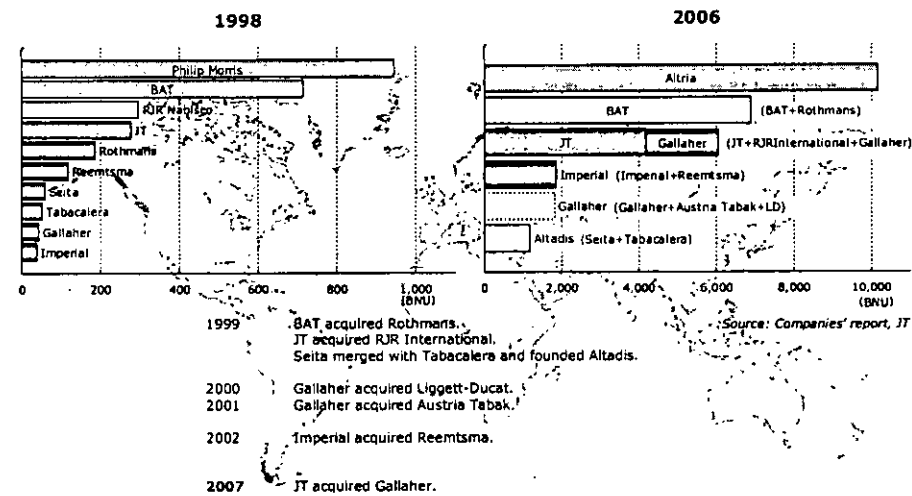 1998
Philip Morris
BAT
RJR Nabisco
JT
Rothmans
Reemtsma
Seita
Tabacalera
Gallaher
Imperial
0 200 400 600 800 1,000
(BNU)
2006
Altria
BAT (BAT+Rothmans)
JT Gallaher (JT+RJRInternational+Gallaher)
Imperial (Imperial+Reemtsma)
Gallaher (Gallaher+Austria Tabak+LD)
Altadis (Seita+Tabacalera)
0 2,000 4,000 6,000 8,000 10,000
(BNU)
Source: Companies' report, JT
1999 BAT acquired Rothmans.
JT acquired RJR International.
Seita merged with Tabacalera and founded Altadis.
2000 Gallaher acquired Liggett-Ducat.
2001 Gallaher acquired Austria Tabak.
2002 Imperial acquired Reemtsma.
2007 JT acquired Gallaher.